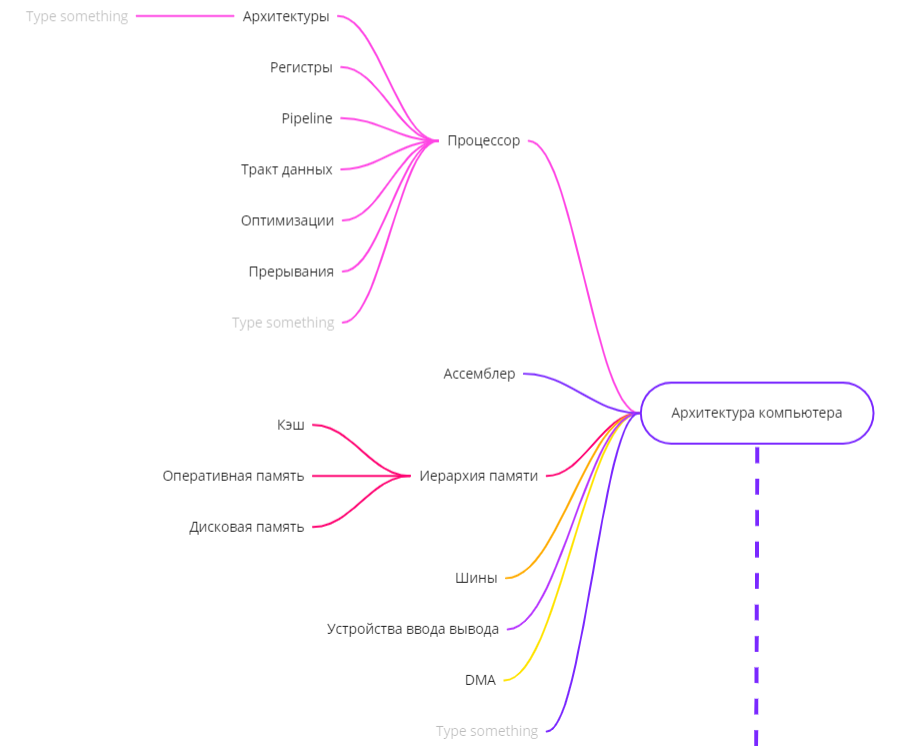 Type something
Архитектуры
Регистры
Pipeline
Процессор
Тракт данных
Оптимизации
Прерывания
Type something
Ассемблер
Архитектура компьютера
Кэш
Оперативная память
Иерархия памяти
Дисковая память
Шины
Устройства ввода вывода
DMA
Type something